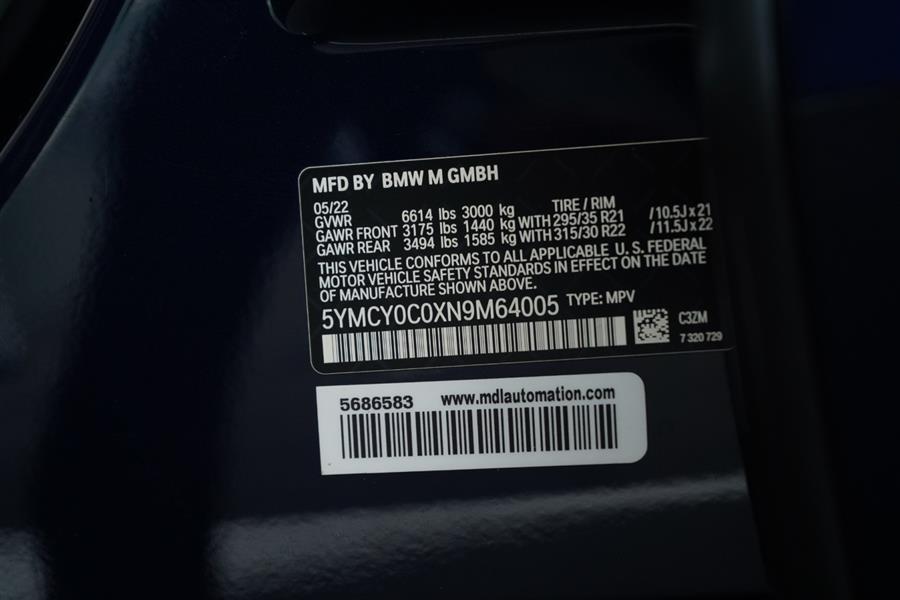 MFD BY BMW M GMBH
05/22 TIRE / RIM
GVWR 6614 lbs 3000 kg
GAWR FRONT 3175 lbs 1440 kg WITH 295/35 R21 /10.5J x 21
GAWR REAR 3494 lbs 1585 kg WITH 315/30 R22 /11.5J x 22
THIS VEHICLE CONFORMS TO ALL APPLICABLE U. S. FEDERAL
MOTOR VEHICLE SAFETY STANDARDS IN EFFECT ON THE DATE
OF MANUFACTURE SHOWN ABOVE.
5YMCY0C0XN9M64005 TYPE: MPV
C3ZM
7 320 729
5686583 www.mdlautomation.com